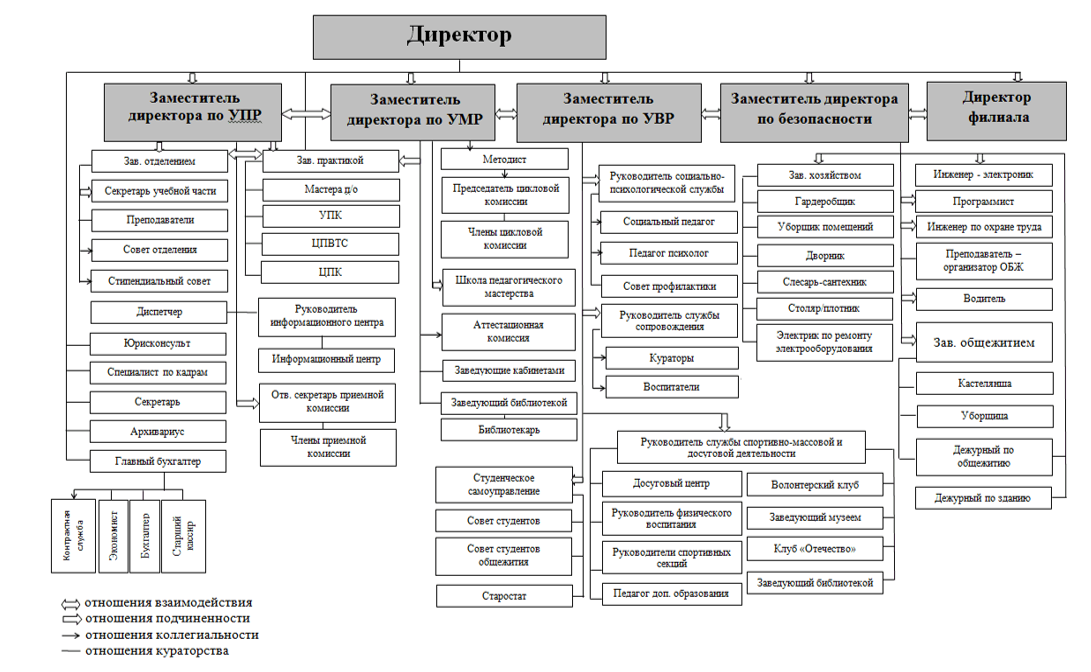 Директор
Заместитель
директора по УПР
Заместитель
директора по УМР
Заместитель
директора по УВР
Заместитель директора
по безопасности
Директор
филиала
Зав. отделением
Секретарь учебной части
Преподаватели
Совет отделения
Стипендиальный совет
Диспетчер
Юрисконсульт
Специалист по кадрам
Секретарь
Архивариус
Главный бухгалтер
Контрактная
служба
Экономист
Бухгалтер
Старший
кассир
Зав. практикой
Мастера п/о
УПК
ЦПВТС
ЦПК
Руководитель
информационного центра
Информационный центр
Отв. секретарь приемной
комиссии
Члены приемной
комиссии
Методист
Председатель цикловой
комиссии
Члены цикловой
комиссии
Школа педагогического
мастерства
Аттестационная
комиссия
Заведующие кабинетами
Заведующий библиотекой
Библиотекарь
Студенческое
самоуправление
Совет студентов
Совет студентов
общежития
Старостат
Руководитель социально-
психологической службы
Социальный педагог
Педагог психолог
Совет профилактики
Руководитель службы
сопровождения
Кураторы
Воспитатели
Руководитель службы спортивно-массовой и
досуговой деятельности
Досуговый центр
Руководитель физического
воспитания
Руководители спортивных
секций
Педагог доп. образования
Волонтерский клуб
Заведующий музеем
Клуб «Отечество»
Заведующий библиотекой
Зав. хозяйством
Гардеробщик
Уборщик помещений
Дворник
Слесарь-сантехник
Столяр/плотник
Электрик по ремонту
электрооборудования
Инженер - электроник
Программист
Инженер по охране труда
Преподаватель –
организатор ОБЖ
Водитель
Зав. общежитием
Кастелянша
Уборщица
Дежурный по
общежитию
Дежурный по зданию
отношения взаимодействия
отношения подчиненности
отношения коллегиальности
отношения кураторства